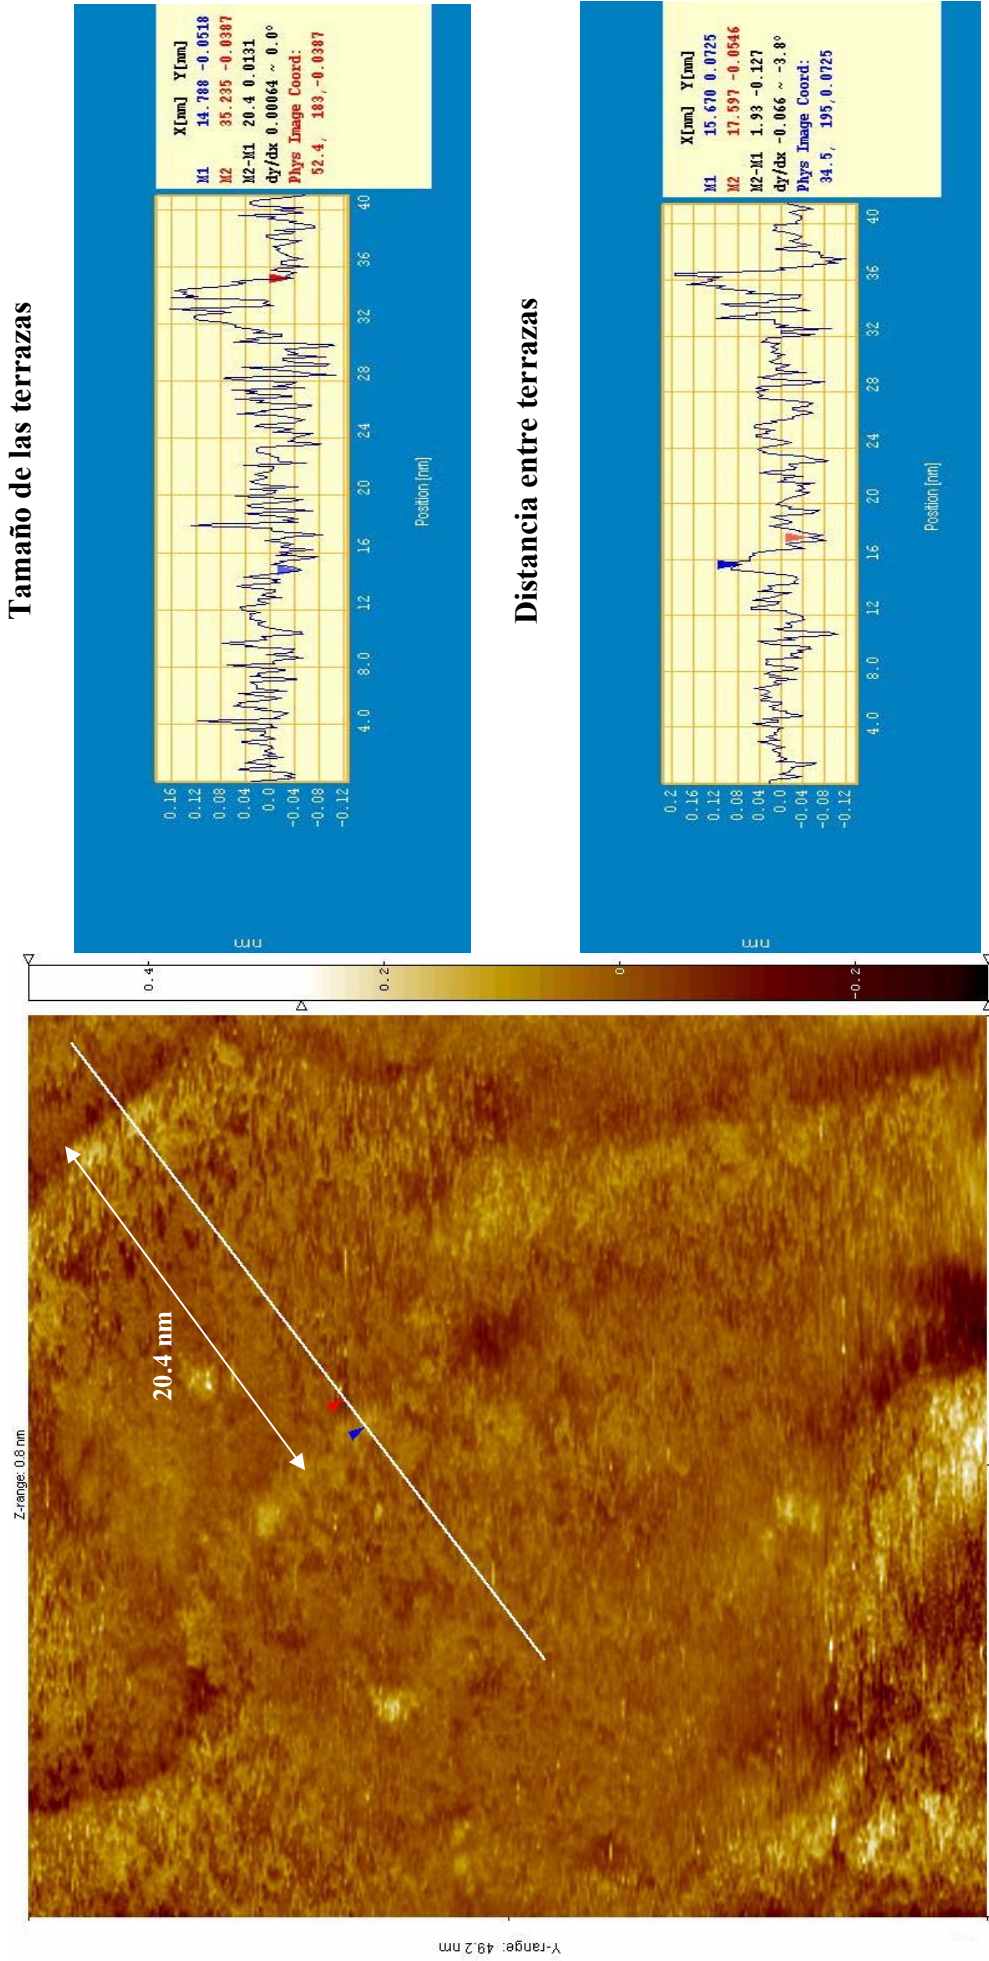 Tamaño de las terrazas
X[nm] Y[nm]
M1 14.788 -0.0518
M2 35.235 -0.0387
M2-M1 20.4 0.0131
dy/dx 0.00064 ~ 0.0°
Phys Image Coord:
52.4, 183,-0.0387
0.16
0.12
0.08
0.04
0.0
-0.04
-0.08
-0.12
nm
4.0 8.0 12 16 20 24 28 32 36 40
Position [nm]
Distancia entre terrazas
X[nm] Y[nm]
M1 15.670 0.0725
M2 17.597 -0.0546
M2-M1 1.93 -0.127
dy/dx -0.066 ~ -3.8°
Phys Image Coord:
34.5, 195,0.0725
0.2
0.16
0.12
0.08
0.04
0.0
-0.04
-0.08
-0.12
nm
4.0 8.0 12 16 20 24 28 32 36 40
Position [nm]
Z-range: 0.8 nm
0.4
0.2
0
-0.2
20.4 nm
Y-range: 49.2 nm